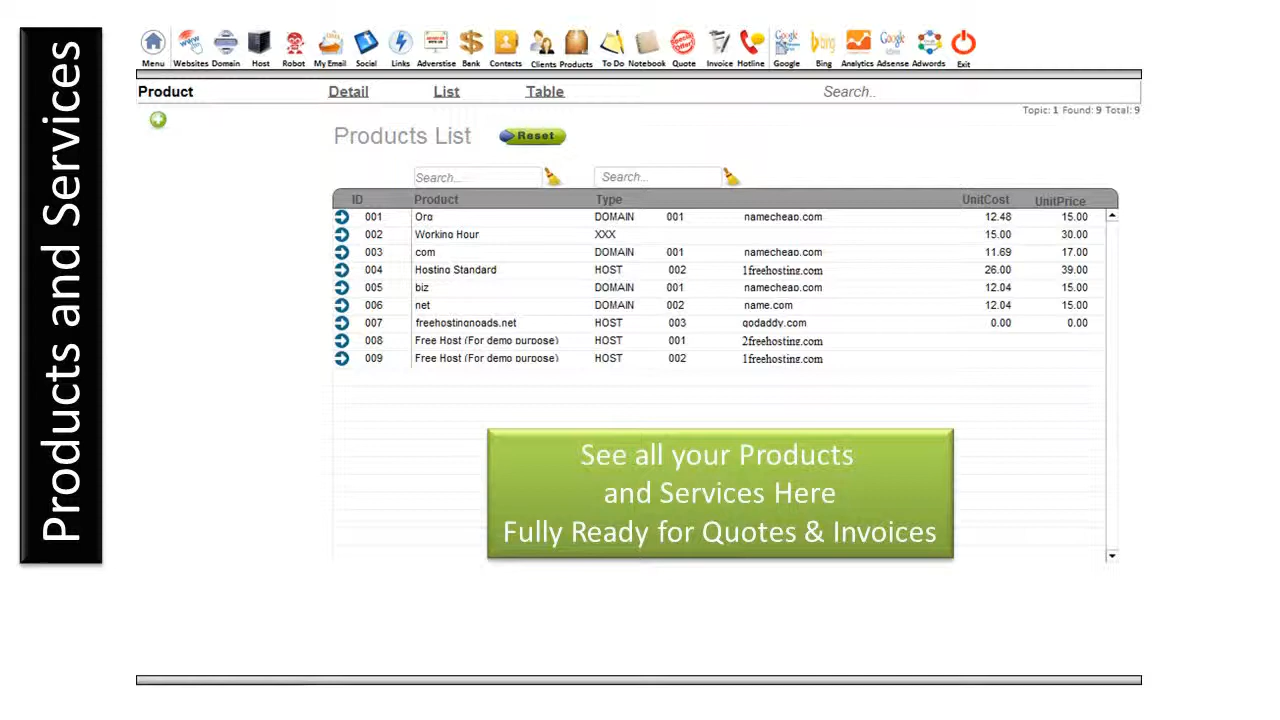 Products and Services
Menu Websites Domain Host Robot My Email Social Links Adverstise Bank Contacts Clients Products To Do Notebook Quote Invoice Hotline Google Bing Analytics Adsense Adwords Exit
Product Detail List Table Search..
Topic: 1 Found: 9 Total: 9
Products List Reset
Search... Search...
ID Product Type UnitCost UnitPrice
001 Org DOMAIN 001 namecheap.com 12.48 15.00
002 Working Hour XXX 15.00 30.00
003 com DOMAIN 001 namecheap.com 11.69 17.00
004 Hosting Standard HOST 002 1freehosting.com 26.00 39.00
005 biz DOMAIN 001 namecheap.com 12.04 15.00
006 net DOMAIN 002 name.com 12.04 15.00
007 freehostingnoads.net HOST 003 godaddy.com 0.00 0.00
008 Free Host (For demo purpose) HOST 001 2freehosting.com
009 Free Host (For demo purpose) HOST 002 1freehosting.com
See all your Products
and Services Here
Fully Ready for Quotes & Invoices